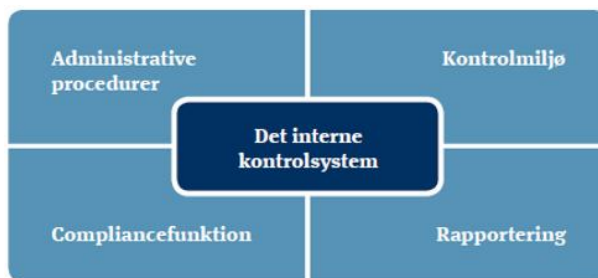 Administrative
procedurer
Kontrolmiljø
Det interne
kontrolsystem
Compliancefunktion
Rapportering